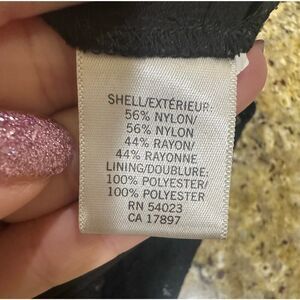 SHELL/EXTÉRIEUR:
56% NYLON/
56% NYLON
44% RAYON/
44% RAYONNE
LINING/DOUBLURE:
100% POLYESTER/
100% POLYESTER
RN 54023
CA 17897